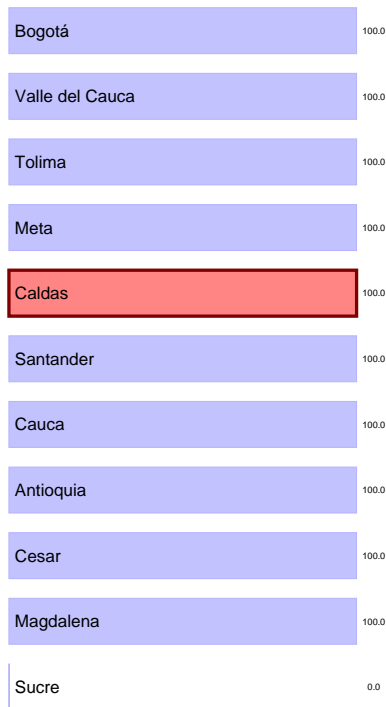 Bogotá 100.0
Valle del Cauca 100.0
Tolima 100.0
Meta 100.0
Caldas 100.0
Santander 100.0
Cauca 100.0
Antioquia 100.0
Cesar 100.0
Magdalena 100.0
Sucre 0.0